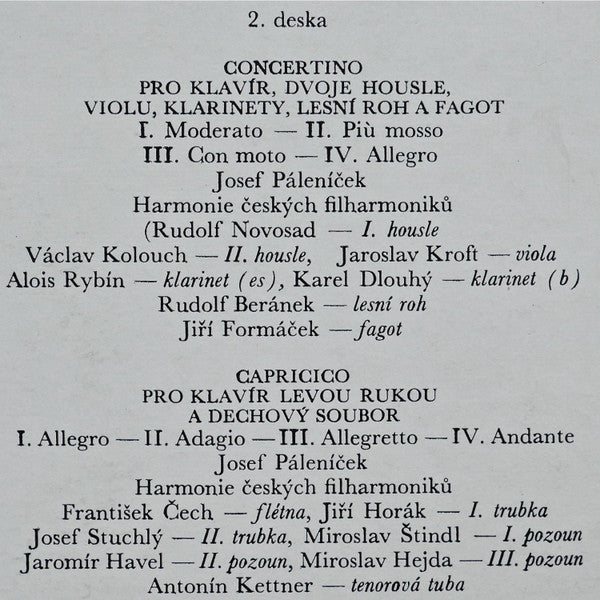 2. deska
CONCERTINO
PRO KLAVÍR, DVOJE HOUSLE,
VIOLU, KLARINETY, LESNÍ ROH A FAGOT
I. Moderato — II. Più mosso
III. Con moto — IV. Allegro
Josef Páleníček
Harmonie českých filharmoniků
(Rudolf Novosad — I. housle
Václav Kolouch — II. housle, Jaroslav Kroft — viola
Alois Rybín — klarinet (es), Karel Dlouhý — klarinet (b)
Rudolf Beránek — lesní roh
Jiří Formáček — fagot
CAPRICICO
PRO KLAVÍR LEVOU RUKOU
A DECHOVÝ SOUBOR
I. Allegro — II. Adagio — III. Allegretto — IV. Andante
Josef Páleníček
Harmonie českých filharmoniků
František Čech — flétna, Jiří Horák — I. trubka
Josef Stuchlý — II. trubka, Miroslav Štindl — I. pozoun
Jaromír Havel — II. pozoun, Miroslav Hejda — III. pozoun
Antonín Kettner — tenorová tuba